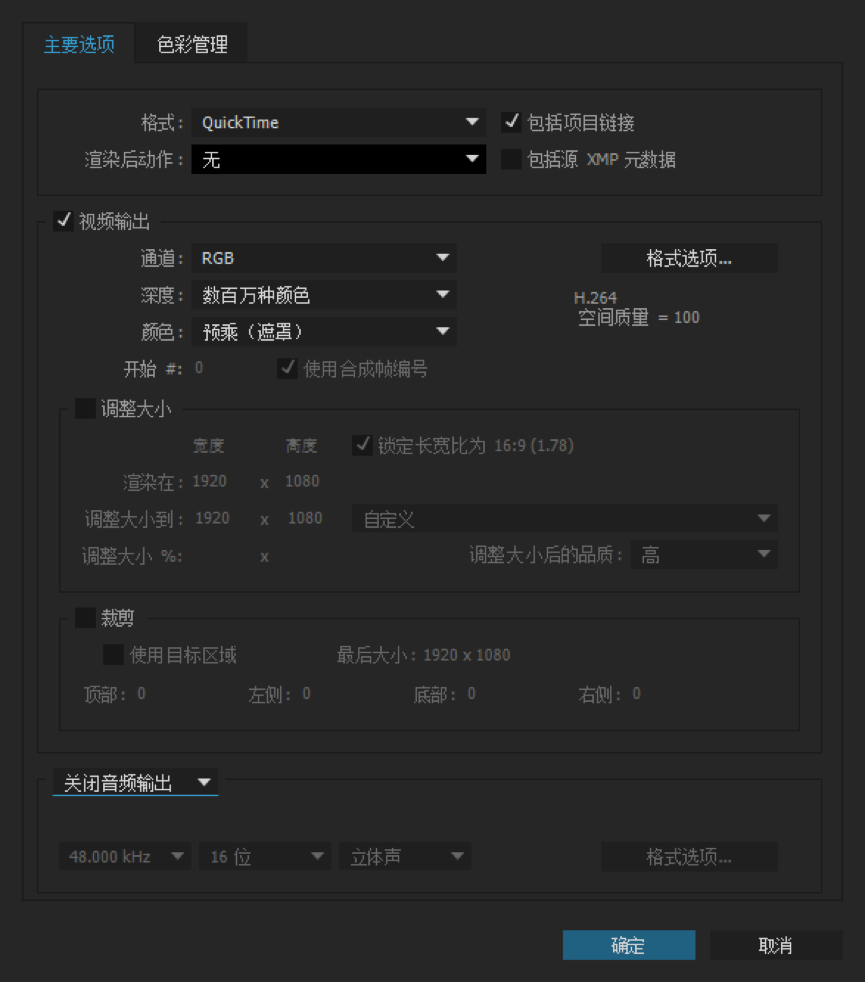 主要选项 色彩管理
格式: QuickTime 包括项目链接
渲染后动作: 无 包括源 XMP 元数据
视频输出
通道: RGB 格式选项...
深度: 数百万种颜色 H.264
颜色: 预乘（遮罩） 空间质量 = 100
开始 #: 0 使用合成帧编号
调整大小
宽度 高度 锁定长宽比为 16:9 (1.78)
渲染在: 1920 x 1080
调整大小到: 1920 x 1080 自定义
调整大小 %: x 调整大小后的品质: 高
裁剪
使用目标区域 最后大小: 1920 x 1080
顶部: 0 左侧: 0 底部: 0 右侧: 0
关闭音频输出
48.000 kHz 16 位 立体声 格式选项...
确定 取消